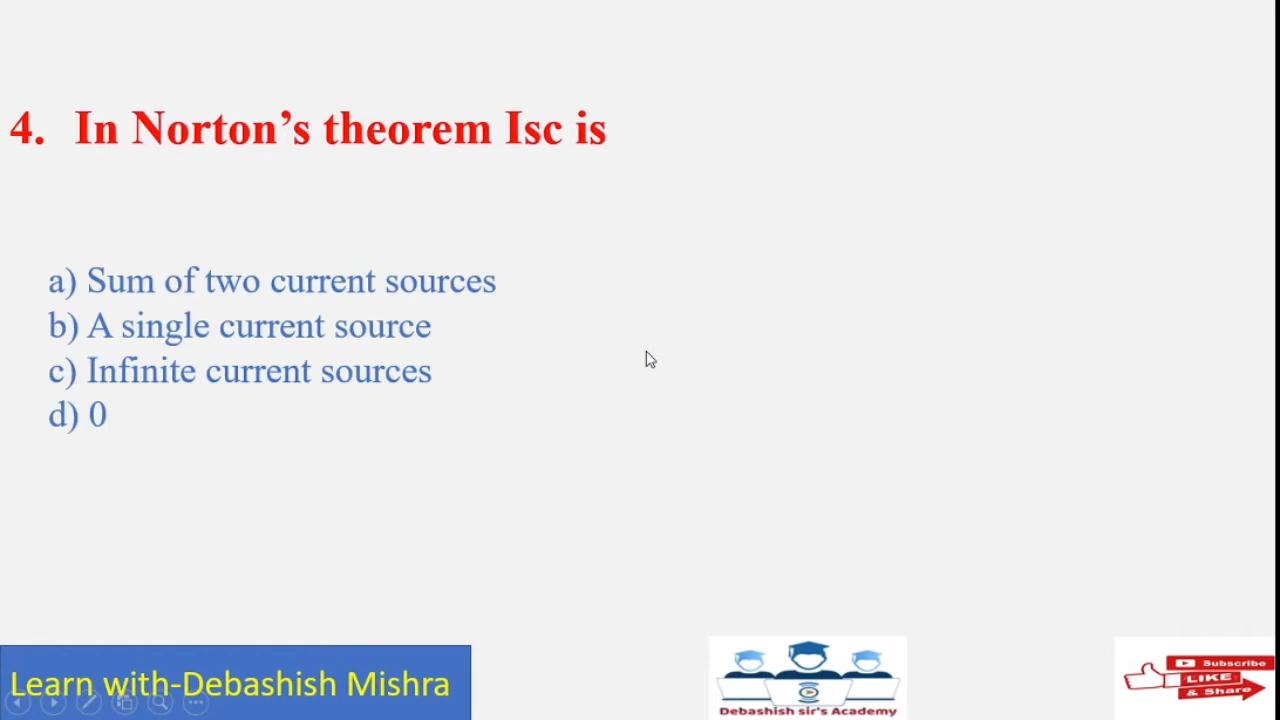 4. In Norton’s theorem Isc is
a) Sum of two current sources
b) A single current source
c) Infinite current sources
d) 0
Learn with-Debashish Mishra
Debashish sir's Academy
Subscribe
LIKE
& Share